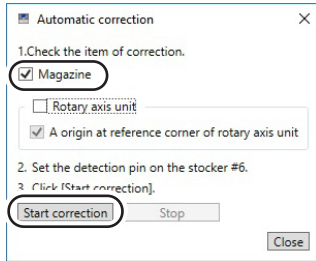 Automatic correction
1.Check the item of correction.
Magazine
Rotary axis unit
A origin at reference corner of rotary axis unit
2. Set the detection pin on the stocker #6.
3. Click [Start correction].
Start correction Stop
Close